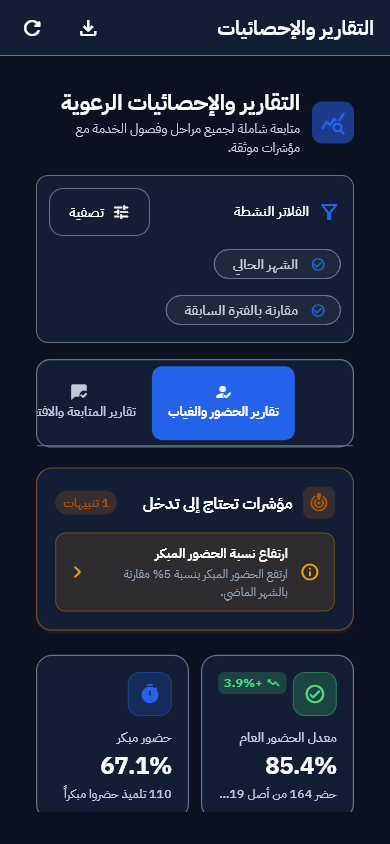 التقارير والإحصائيات
التقارير والإحصائيات الرعوية
متابعة شاملة لجميع مراحل وفصول الخدمة مع
مؤشرات موثقة.
الفلاتر النشطة
تصفية
الشهر الحالي
مقارنة بالفترة السابقة
تقارير الحضور والغياب
تقارير المتابعة والافت
مؤشرات تحتاج إلى تدخل
1 تنبيهات
ارتفاع نسبة الحضور المبكر
ارتفع الحضور المبكر بنسبة 5% مقارنة
بالشهر الماضي.
+3.9%
معدل الحضور العام
85.4%
حضر 164 من أصل 19...
حضور مبكر
67.1%
110 تلميذ حضروا مبكراً